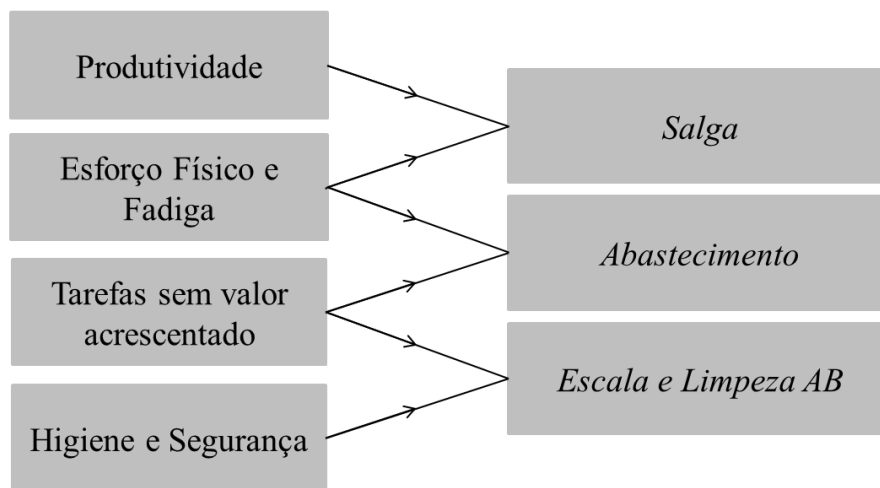 Produtividade
Esforço Físico e
Fadiga
Tarefas sem valor
acrescentado
Higiene e Segurança
Salga
Abastecimento
Escala e Limpeza AB